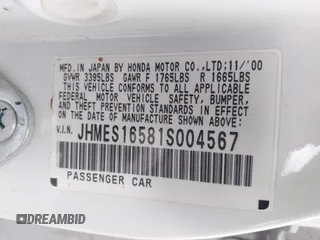 MFD. IN JAPAN BY HONDA MOTOR CO.,LTD;11/'00
GVWR 3395LBS GAWR F 1765LBS R 1665LBS
THIS VEHICLE CONFORMS TO ALL APPLICABLE
FEDERAL MOTOR VEHICLE SAFETY, BUMPER,
AND THEFT PREVENTION STANDARDS IN EFFECT
ON THE DATE OF MANUFACTURE SHOWN ABOVE.
V.I.N. JHMES16581S004567
PASSENGER CAR
DREAMBID